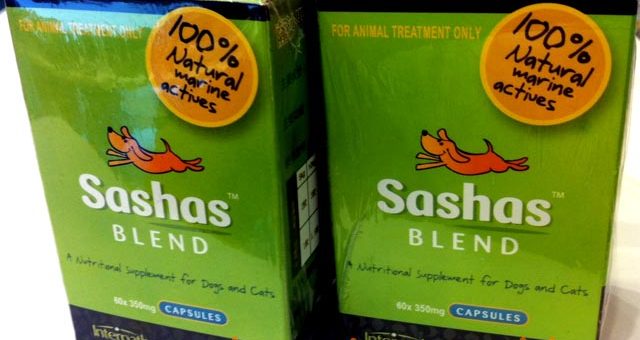 FOR ANIMAL TREATMENT ONLY
100%
Natural
marine
actives
Sashas™
BLEND
A Nutritional Supplement for Dogs and Cats
60x 350mg CAPSULES
FOR ANIMAL TREATMENT ONLY
100%
Natural
marine
actives
Sashas™
BLEND
A Nutritional Supplement for Dogs and Cats
60x 350mg CAPSULES